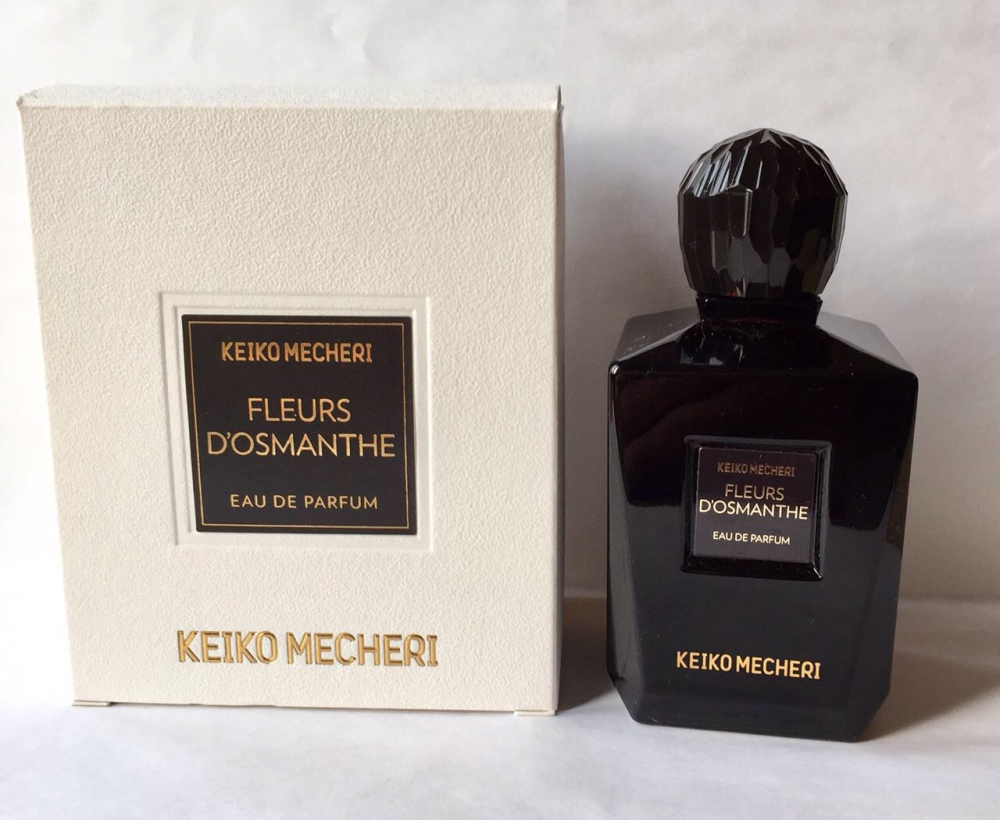 KEIKO MECHERI
FLEURS
D'OSMANTHE
EAU DE PARFUM
KEIKO MECHERI
KEIKO MECHERI
FLEURS
D'OSMANTHE
EAU DE PARFUM
KEIKO MECHERI